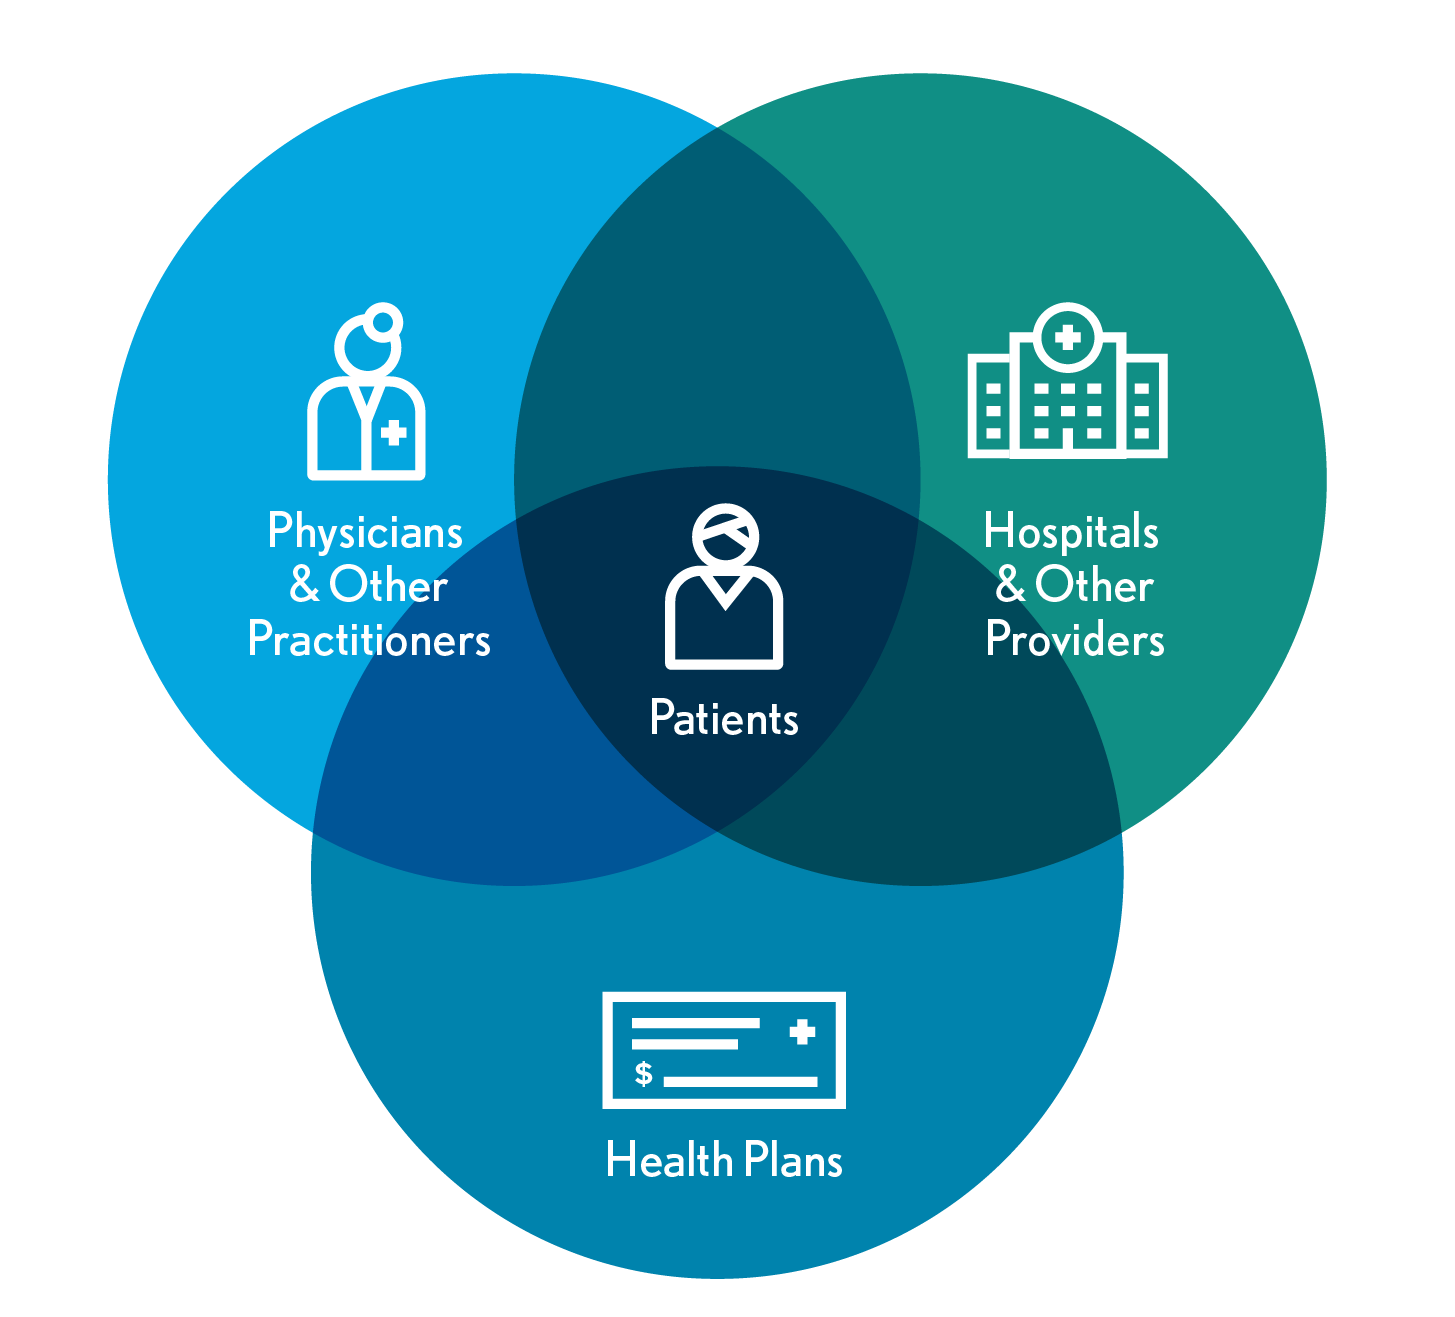 Physicians
& Other
Practitioners
Hospitals
& Other
Providers
Patients
$
Health Plans